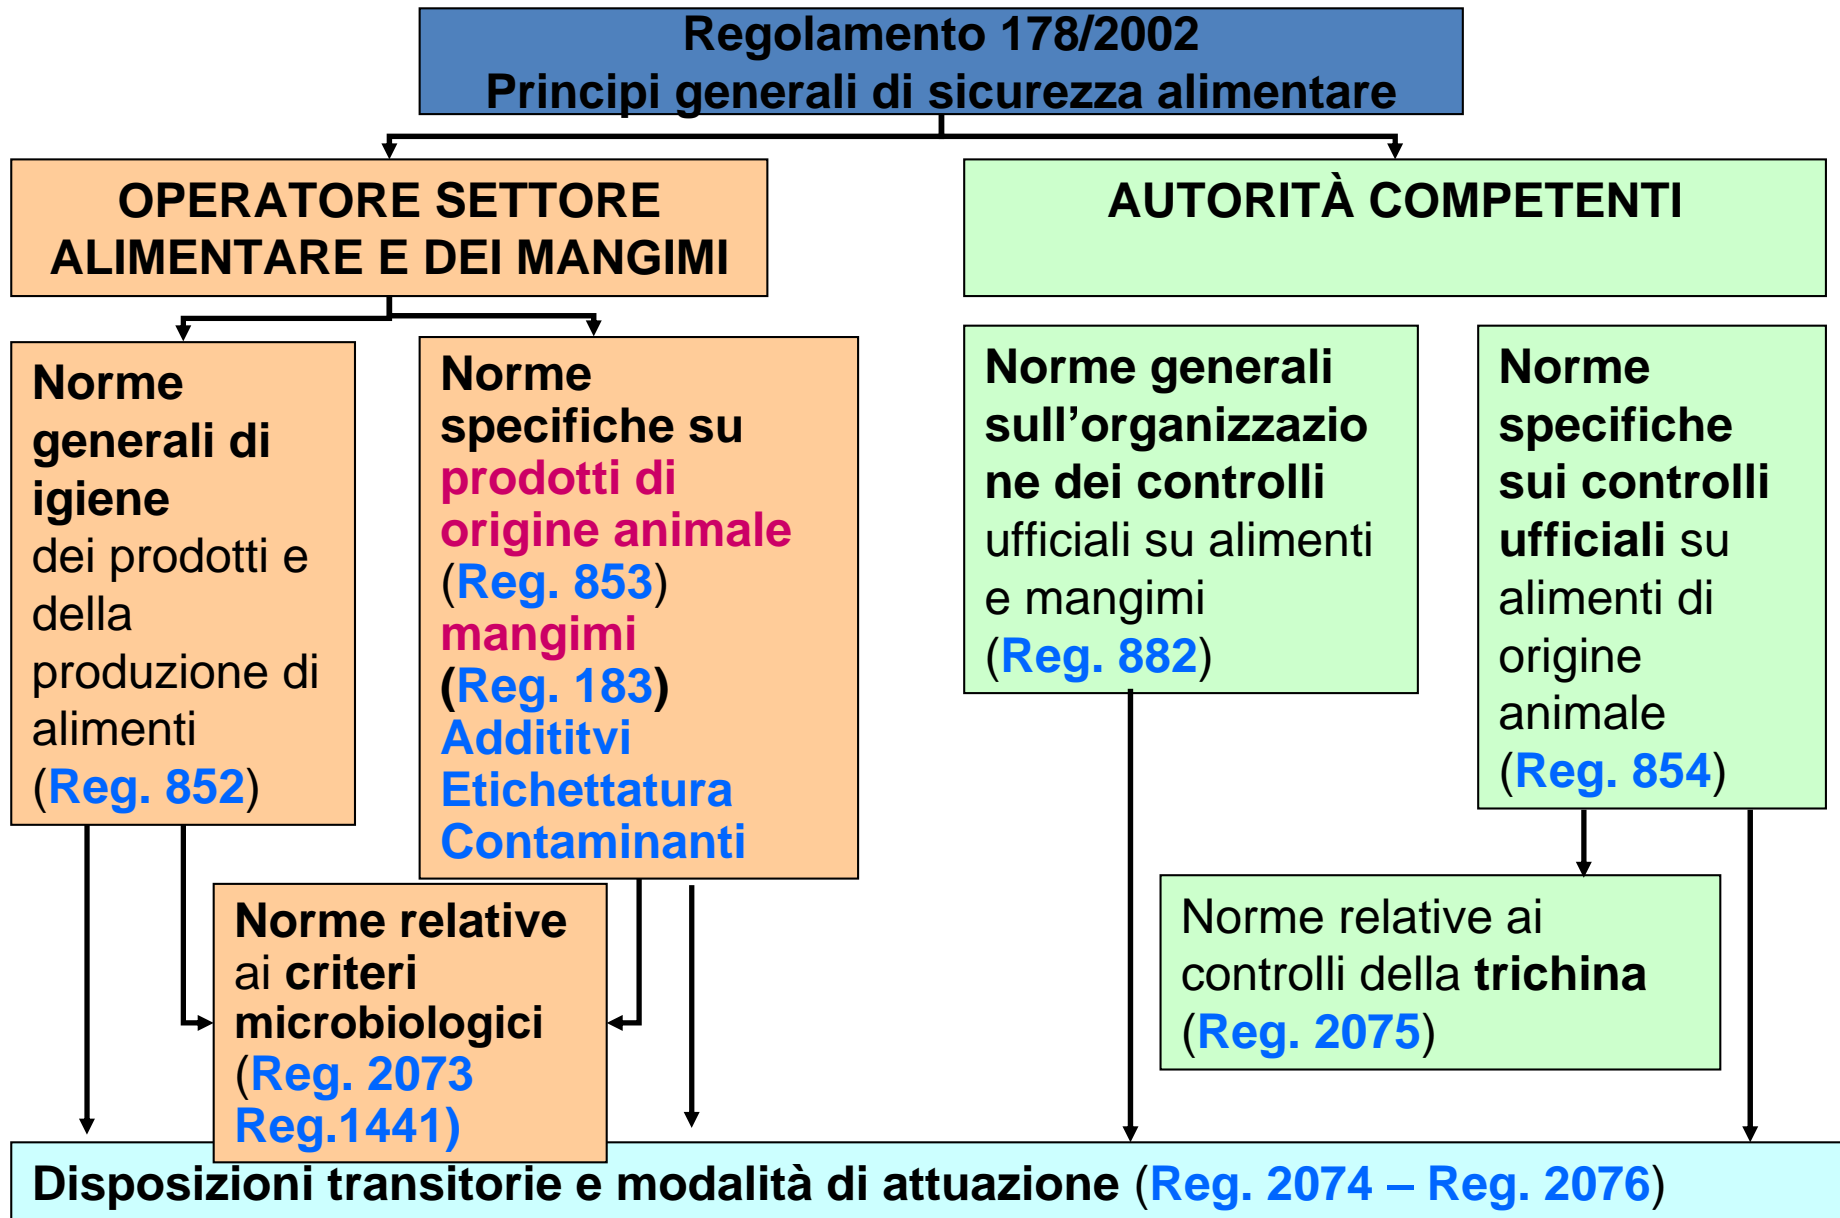 Regolamento 178/2002
Principi generali di sicurezza alimentare
OPERATORE SETTORE
ALIMENTARE E DEI MANGIMI
AUTORITÀ COMPETENTI
Norme
generali di
igiene
dei prodotti e
della
produzione di
alimenti
(Reg. 852)
Norme
specifiche su
prodotti di
origine animale
(Reg. 853)
mangimi
(Reg. 183)
Addititvi
Etichettatura
Contaminanti
Norme generali
sull’organizzazio
ne dei controlli
ufficiali su alimenti
e mangimi
(Reg. 882)
Norme
specifiche
sui controlli
ufficiali su
alimenti di
origine
animale
(Reg. 854)
Norme relative
ai criteri
microbiologici
(Reg. 2073
Reg.1441)
Norme relative ai
controlli della trichina
(Reg. 2075)
Disposizioni transitorie e modalità di attuazione (Reg. 2074 – Reg. 2076)